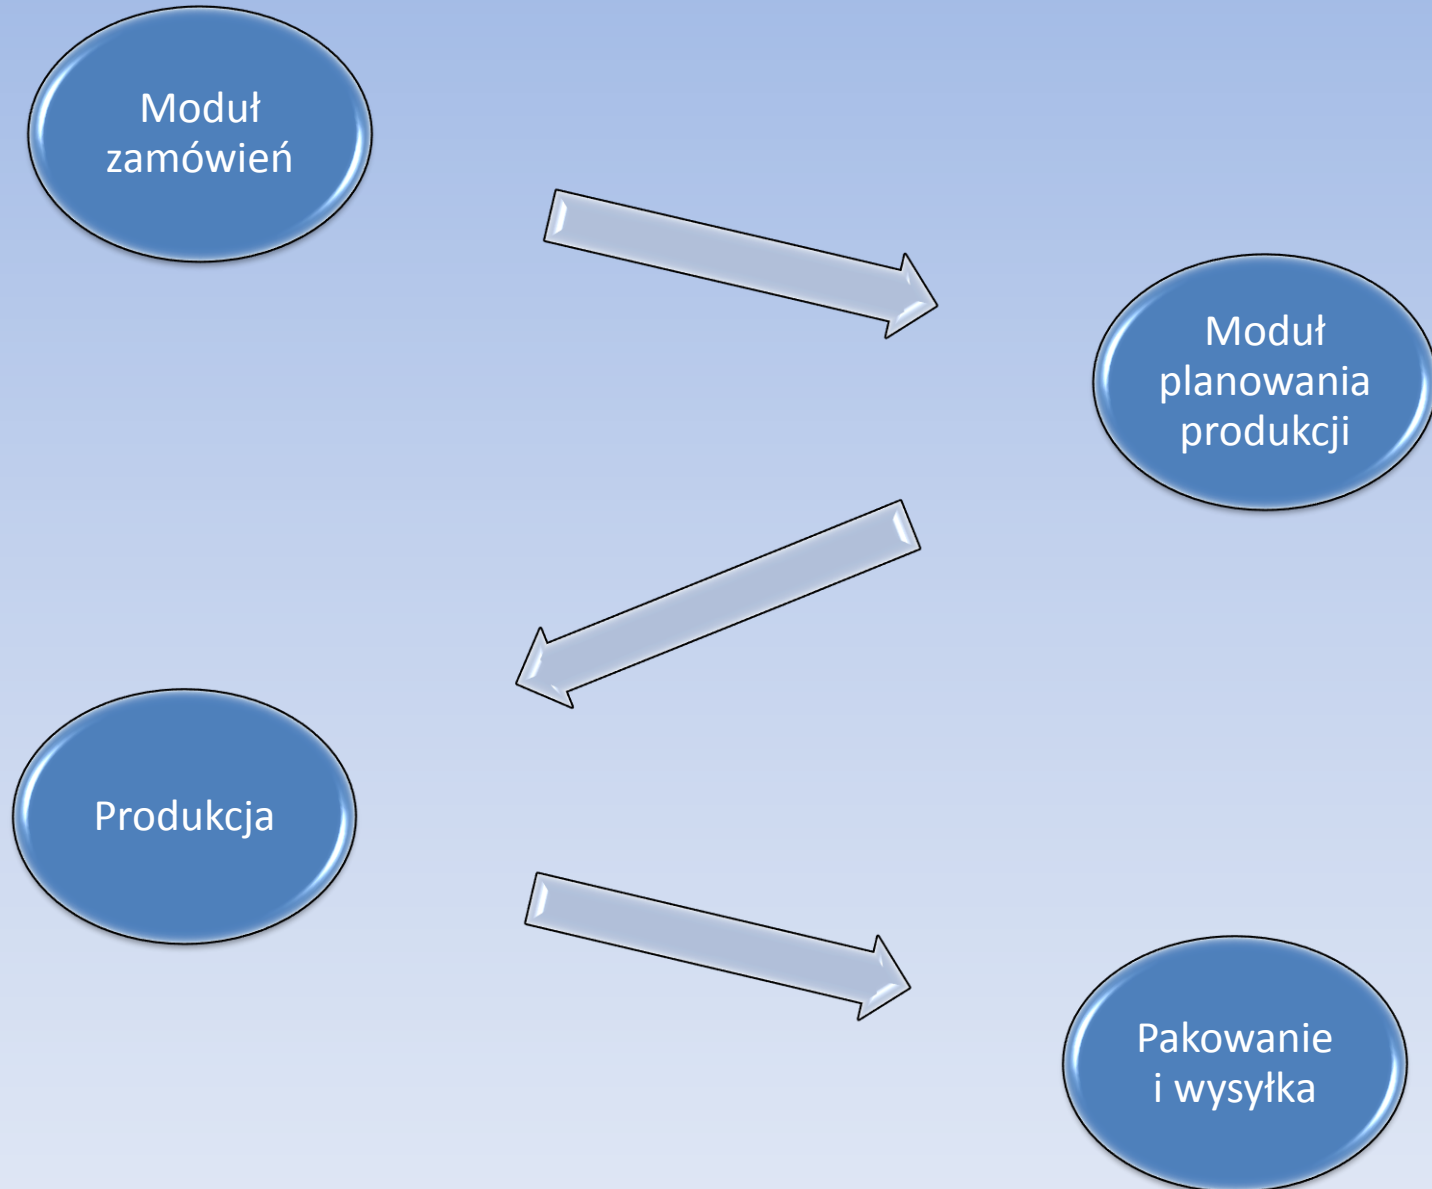 Moduł
zamówień
Moduł
planowania
produkcji
Produkcja
Pakowanie
i wysyłka